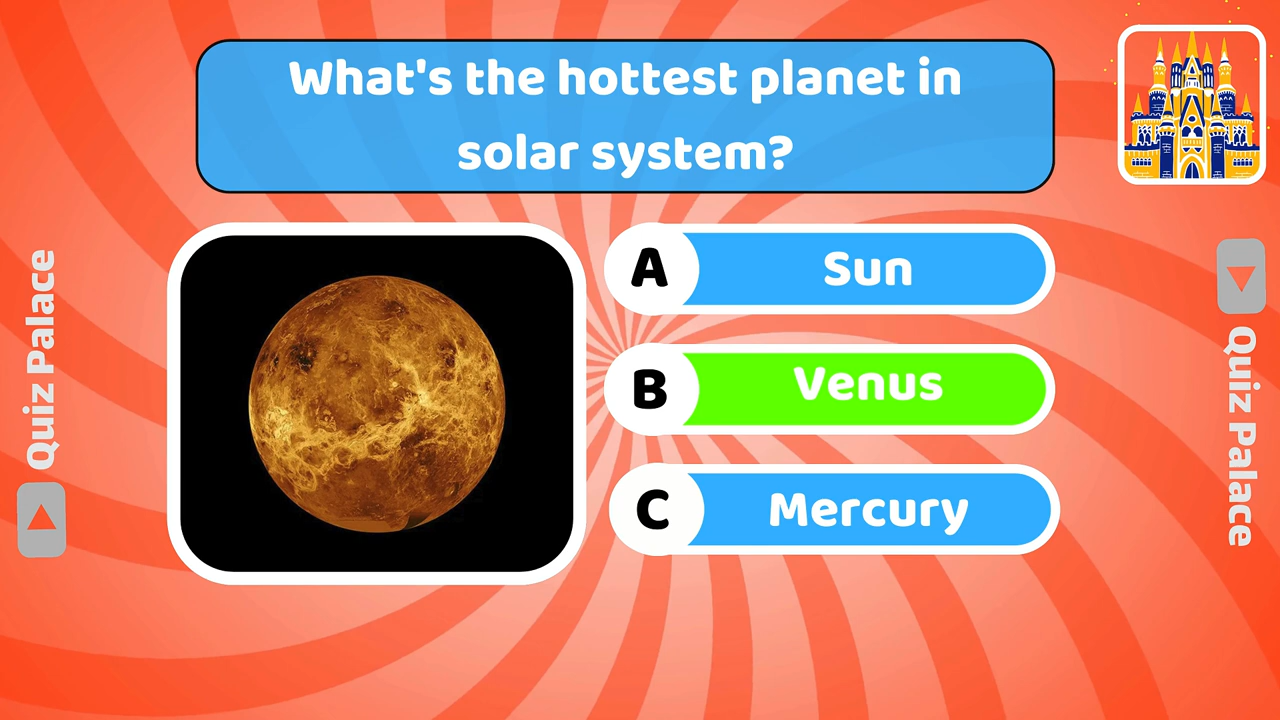 What's the hottest planet in
solar system?
A
Sun
B
Venus
C
Mercury
Quiz Palace
Quiz Palace